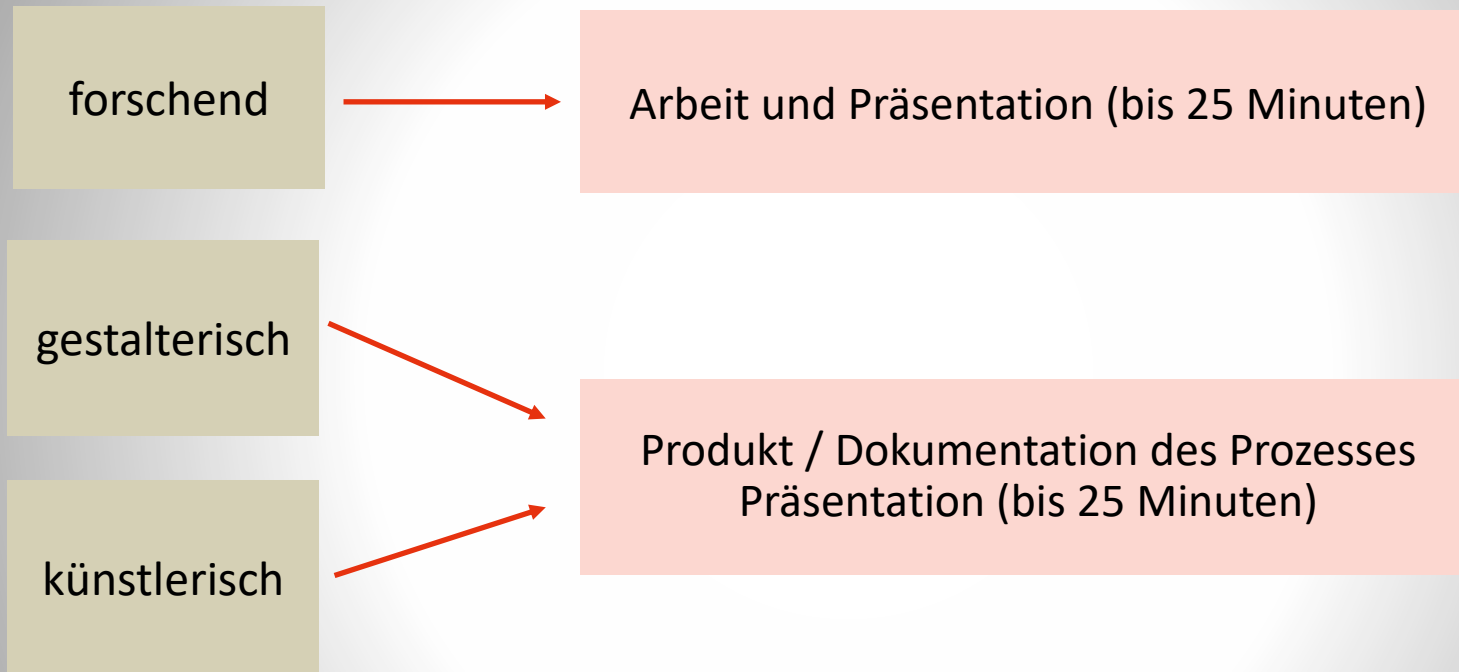 forschend
Arbeit und Präsentation (bis 25 Minuten)
gestalterisch
Produkt / Dokumentation des Prozesses
Präsentation (bis 25 Minuten)
künstlerisch